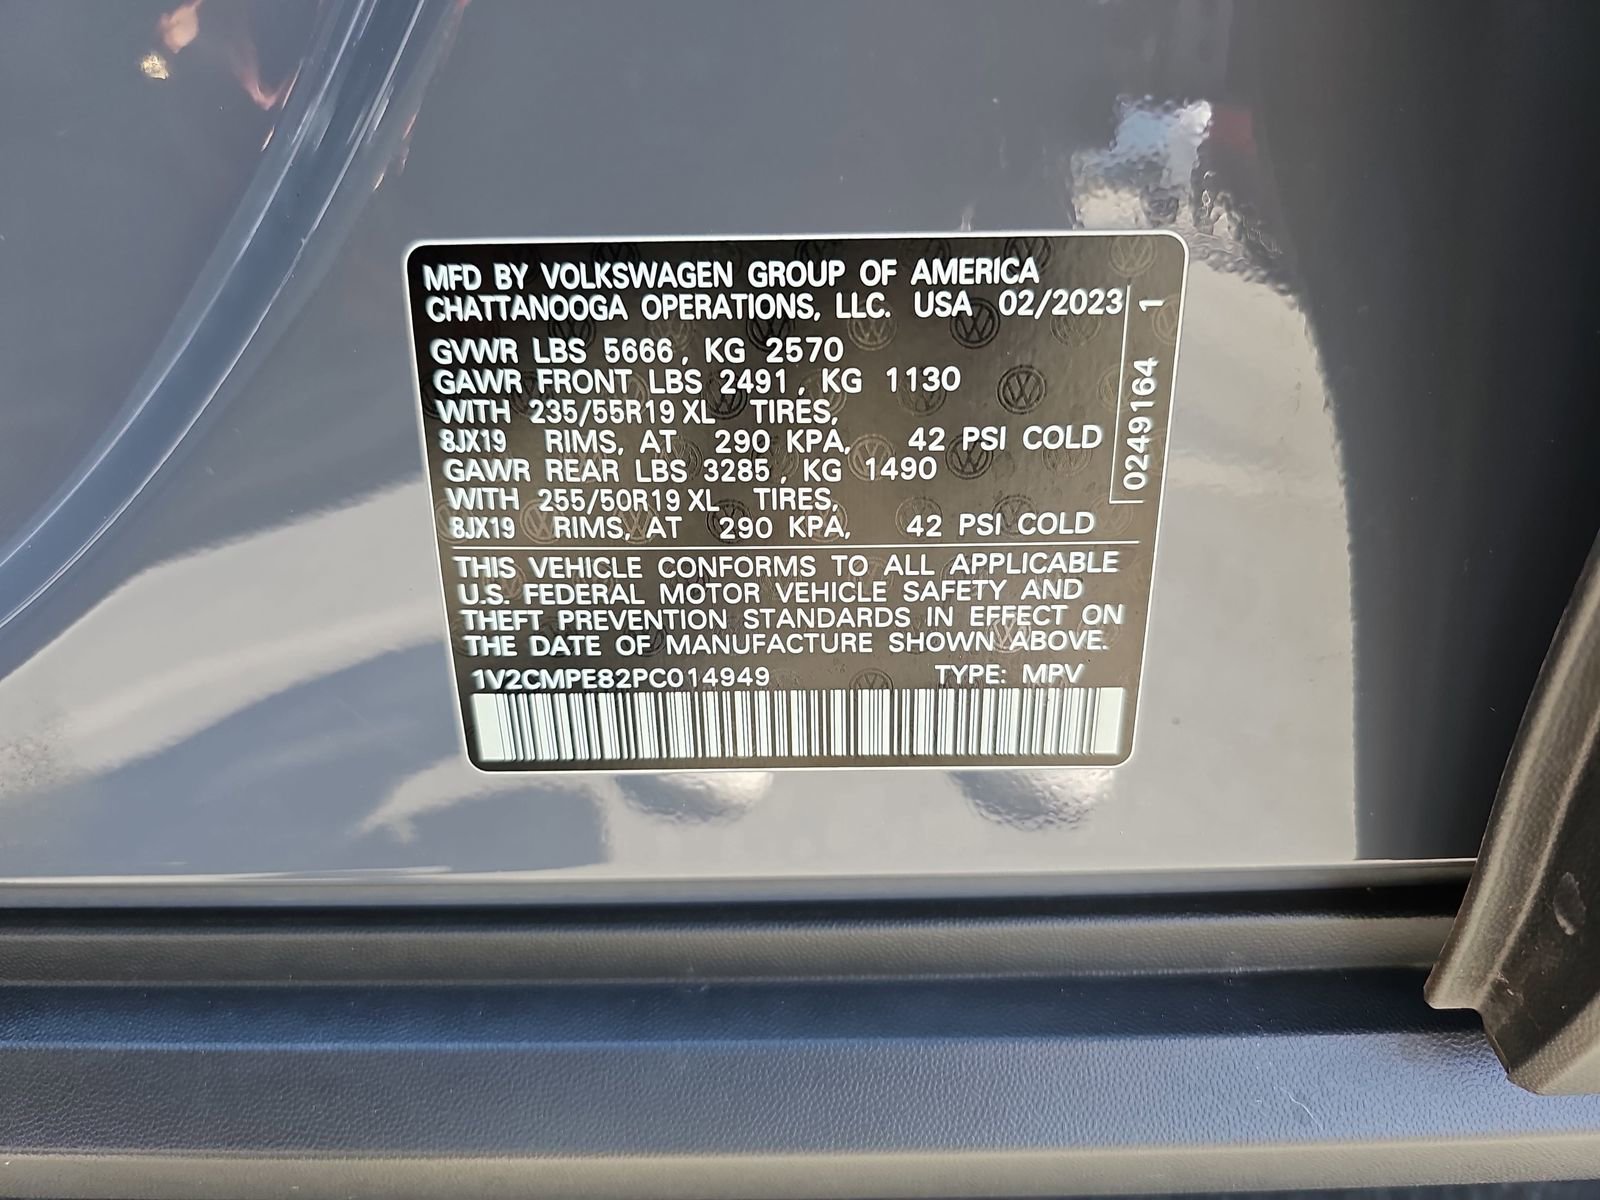 MFD BY VOLKSWAGEN GROUP OF AMERICA
CHATTANOOGA OPERATIONS, LLC. USA 02/2023
GVWR LBS 5666, KG 2570
GAWR FRONT LBS 2491, KG 1130
WITH 235/55R19 XL TIRES,
8JX19 RIMS, AT 290 KPA, 42 PSI COLD
GAWR REAR LBS 3285, KG 1490
WITH 255/50R19 XL TIRES,
8JX19 RIMS, AT 290 KPA, 42 PSI COLD
0249164 1
THIS VEHICLE CONFORMS TO ALL APPLICABLE
U.S. FEDERAL MOTOR VEHICLE SAFETY AND
THEFT PREVENTION STANDARDS IN EFFECT ON
THE DATE OF MANUFACTURE SHOWN ABOVE.
1V2CMPE82PC014949 TYPE: MPV